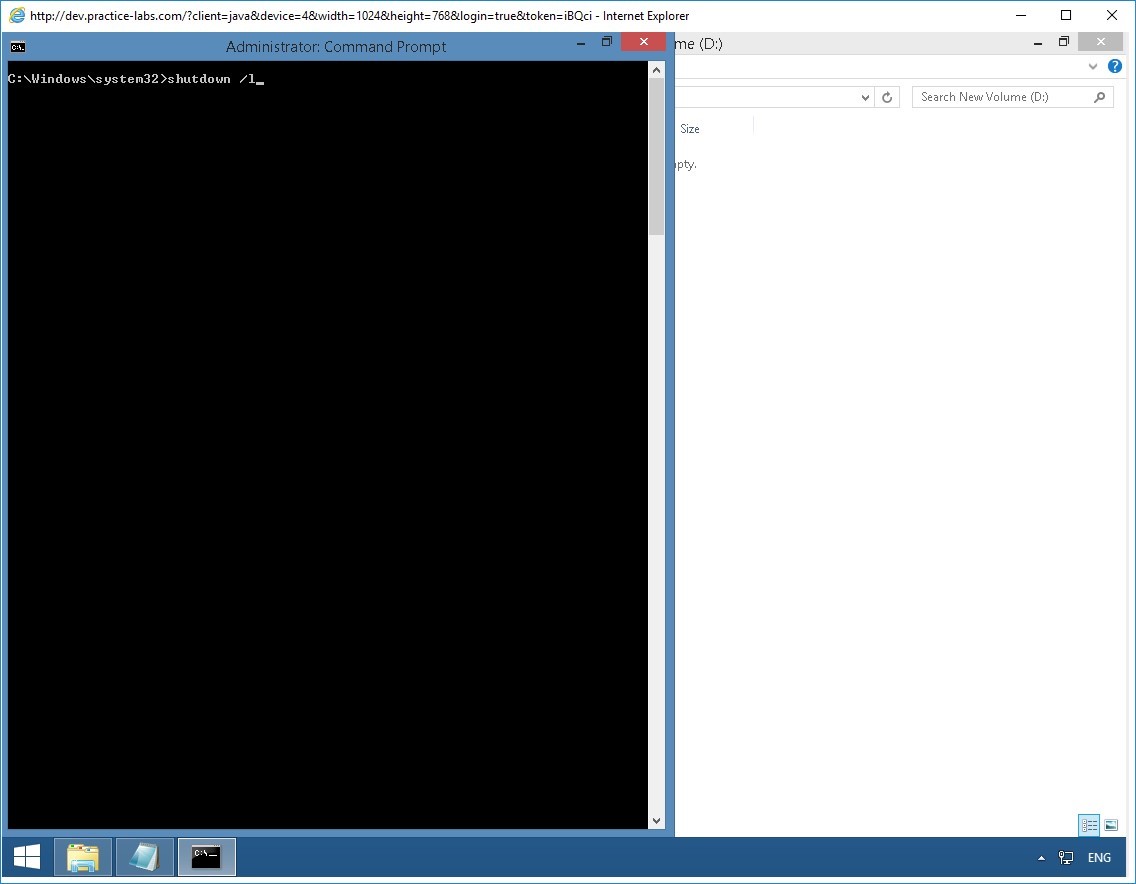 http://dev.practice-labs.com/?client=java&device=4&width=1024&height=768&login=true&token=iBQci - Internet Explorer
Administrator: Command Prompt
me (D:)
C:\Windows\system32>shutdown /l_
Search New Volume (D:)
Size
pty.
C:\_
ENG